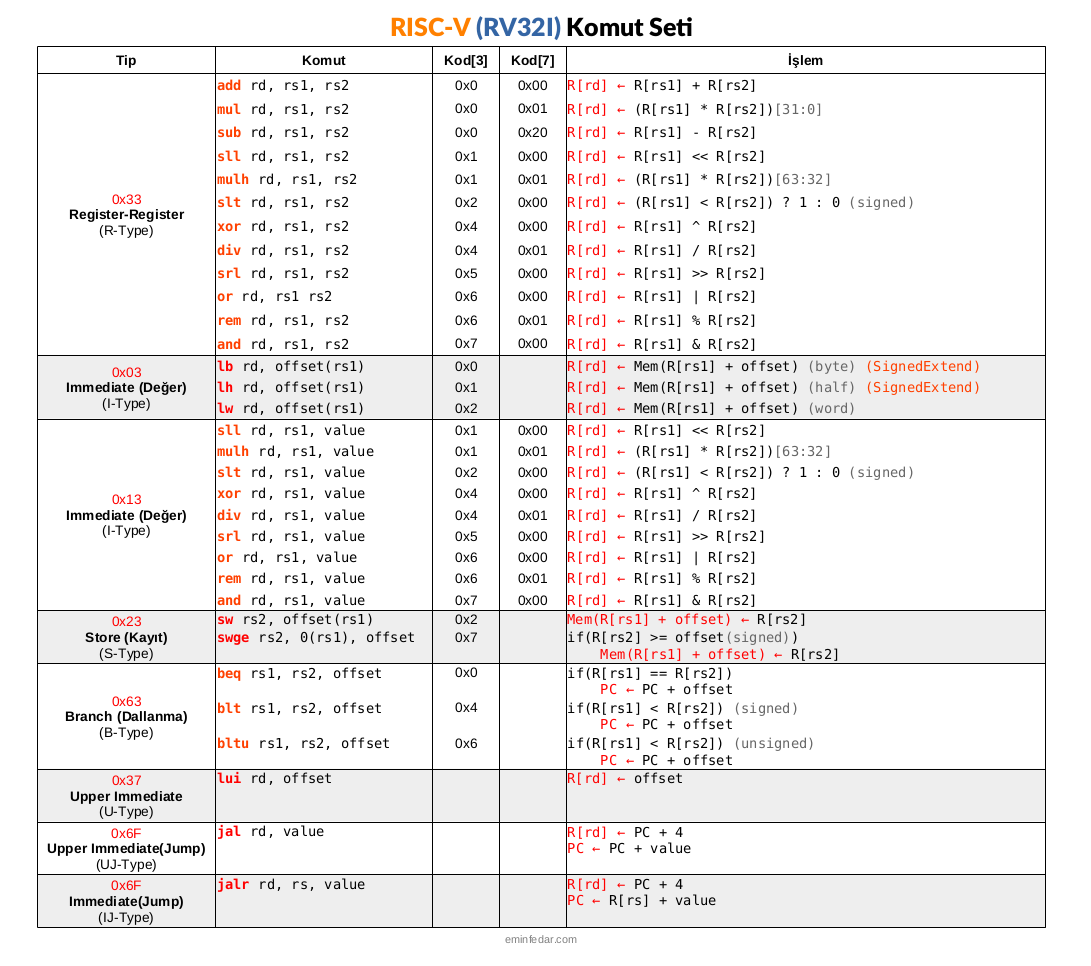 RISC-V (RV32I) Komut Seti
Tip Komut Kod[3] Kod[7] İşlem
0x33
Register-Register
(R-Type)
add rd, rs1, rs2 0x0 0x00 R[rd] ← R[rs1] + R[rs2]
mul rd, rs1, rs2 0x0 0x01 R[rd] ← (R[rs1] * R[rs2])[31:0]
sub rd, rs1, rs2 0x0 0x20 R[rd] ← R[rs1] - R[rs2]
sll rd, rs1, rs2 0x1 0x00 R[rd] ← R[rs1] << R[rs2]
mulh rd, rs1, rs2 0x1 0x01 R[rd] ← (R[rs1] * R[rs2])[63:32]
slt rd, rs1, rs2 0x2 0x00 R[rd] ← (R[rs1] < R[rs2]) ? 1 : 0 (signed)
xor rd, rs1, rs2 0x4 0x00 R[rd] ← R[rs1] ^ R[rs2]
div rd, rs1, rs2 0x4 0x01 R[rd] ← R[rs1] / R[rs2]
srl rd, rs1, rs2 0x5 0x00 R[rd] ← R[rs1] >> R[rs2]
or rd, rs1 rs2 0x6 0x00 R[rd] ← R[rs1] | R[rs2]
rem rd, rs1, rs2 0x6 0x01 R[rd] ← R[rs1] % R[rs2]
and rd, rs1, rs2 0x7 0x00 R[rd] ← R[rs1] & R[rs2]
0x03
Immediate (Değer)
(I-Type)
lb rd, offset(rs1) 0x0 R[rd] ← Mem(R[rs1] + offset) (byte) (SignedExtend)
lh rd, offset(rs1) 0x1 R[rd] ← Mem(R[rs1] + offset) (half) (SignedExtend)
lw rd, offset(rs1) 0x2 R[rd] ← Mem(R[rs1] + offset) (word)
0x13
Immediate (Değer)
(I-Type)
sll rd, rs1, value 0x1 0x00 R[rd] ← R[rs1] << R[rs2]
mulh rd, rs1, value 0x1 0x01 R[rd] ← (R[rs1] * R[rs2])[63:32]
slt rd, rs1, value 0x2 0x00 R[rd] ← (R[rs1] < R[rs2]) ? 1 : 0 (signed)
xor rd, rs1, value 0x4 0x00 R[rd] ← R[rs1] ^ R[rs2]
div rd, rs1, value 0x4 0x01 R[rd] ← R[rs1] / R[rs2]
srl rd, rs1, value 0x5 0x00 R[rd] ← R[rs1] >> R[rs2]
or rd, rs1, value 0x6 0x00 R[rd] ← R[rs1] | R[rs2]
rem rd, rs1, value 0x6 0x01 R[rd] ← R[rs1] % R[rs2]
and rd, rs1, value 0x7 0x00 R[rd] ← R[rs1] & R[rs2]
0x23
Store (Kayıt)
(S-Type)
sw rs2, offset(rs1) 0x2 Mem(R[rs1] + offset) ← R[rs2]
swge rs2, 0(rs1), offset 0x7 if(R[rs2] >= offset(signed))
Mem(R[rs1] + offset) ← R[rs2]
0x63
Branch (Dallanma)
(B-Type)
beq rs1, rs2, offset 0x0 if(R[rs1] == R[rs2])
PC ← PC + offset
blt rs1, rs2, offset 0x4 if(R[rs1] < R[rs2]) (signed)
PC ← PC + offset
bltu rs1, rs2, offset 0x6 if(R[rs1] < R[rs2]) (unsigned)
PC ← PC + offset
0x37
Upper Immediate
(U-Type)
lui rd, offset R[rd] ← offset
0x6F
Upper Immediate(Jump)
(UJ-Type)
jal rd, value R[rd] ← PC + 4
PC ← PC + value
0x6F
Immediate(Jump)
(IJ-Type)
jalr rd, rs, value R[rd] ← PC + 4
PC ← R[rs] + value
eminfedar.com